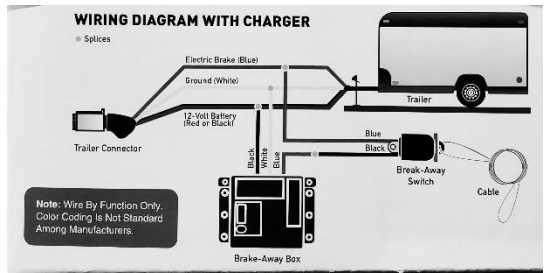 WIRING DIAGRAM WITH CHARGER
Splices
Electric Brake (Blue)
Ground (White)
12-Volt Battery
(Red or Black)
Trailer Connector
Trailer
Black
White
Blue
Blue
Black
Break-Away
Switch
Cable
Note: Wire By Function Only.
Color Coding Is Not Standard
Among Manufacturers.
Brake-Away Box